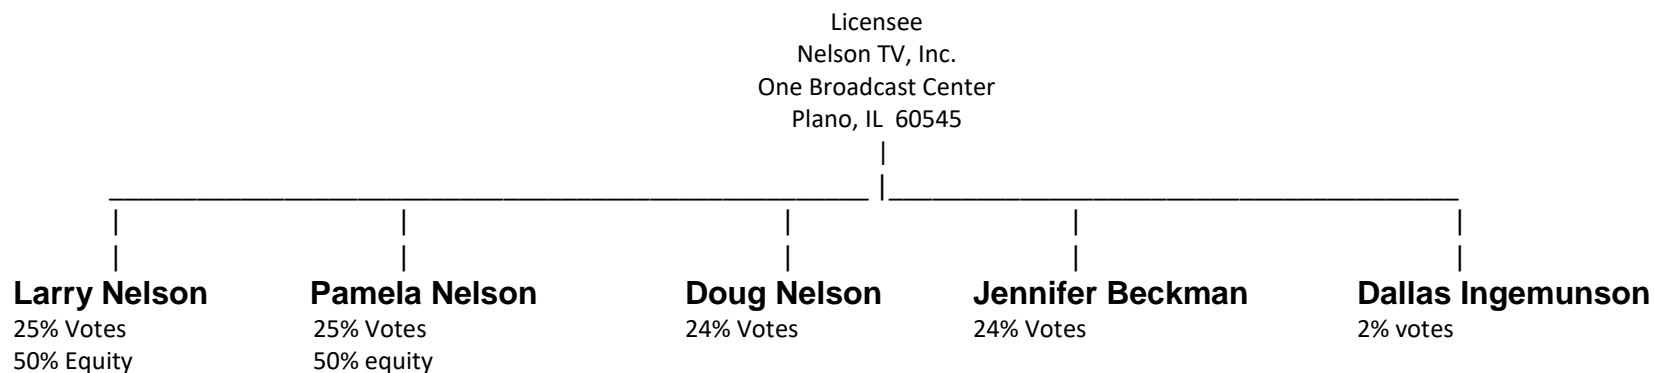 Licensee
Nelson TV, Inc.
One Broadcast Center
Plano, IL  60545
Larry Nelson
25% Votes
50% Equity
Pamela Nelson
25% Votes
50% equity
Doug Nelson
24% Votes
Jennifer Beckman
24% Votes
Dallas Ingemunson
2% votes